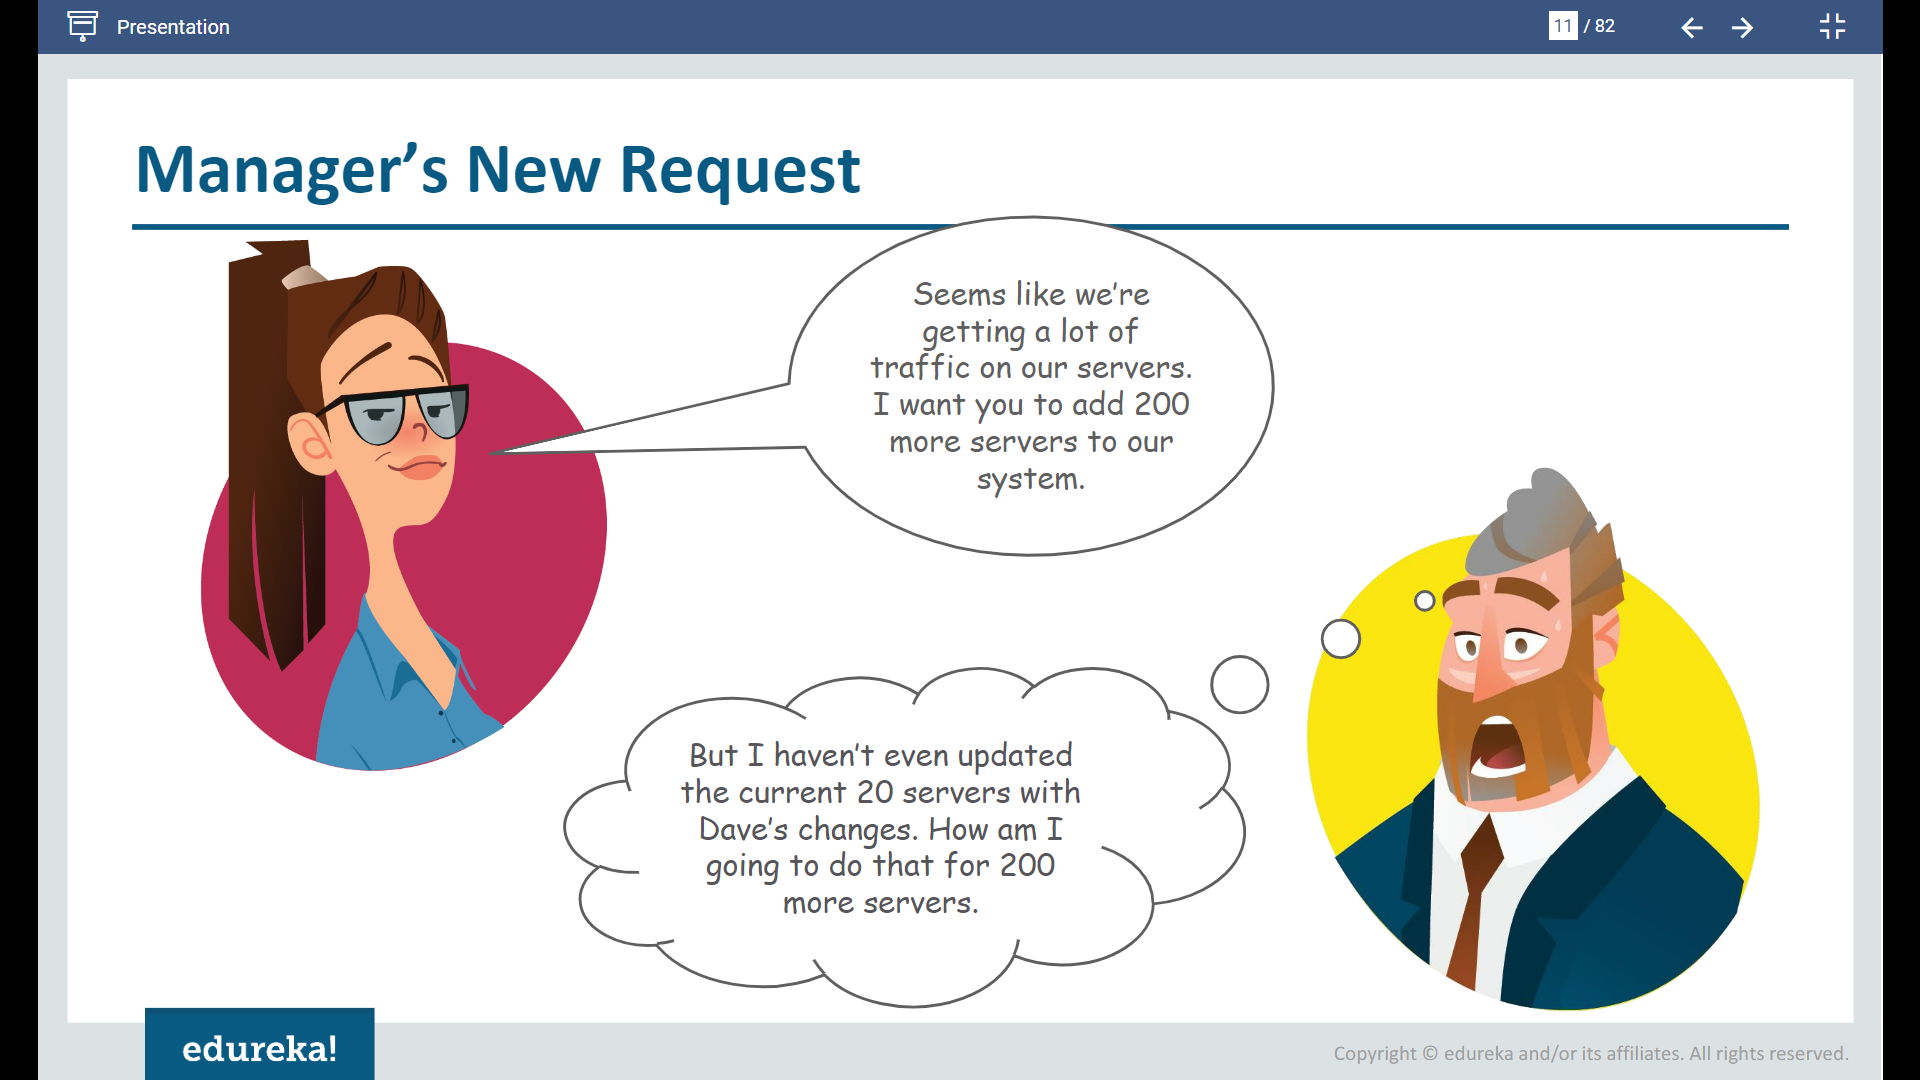 Presentation
11 / 82
Manager’s New Request
Seems like we’re
getting a lot of
traffic on our servers.
I want you to add 200
more servers to our
system.
But I haven’t even updated
the current 20 servers with
Dave’s changes. How am I
going to do that for 200
more servers.
edureka!
Copyright © edureka and/or its affiliates. All rights reserved.